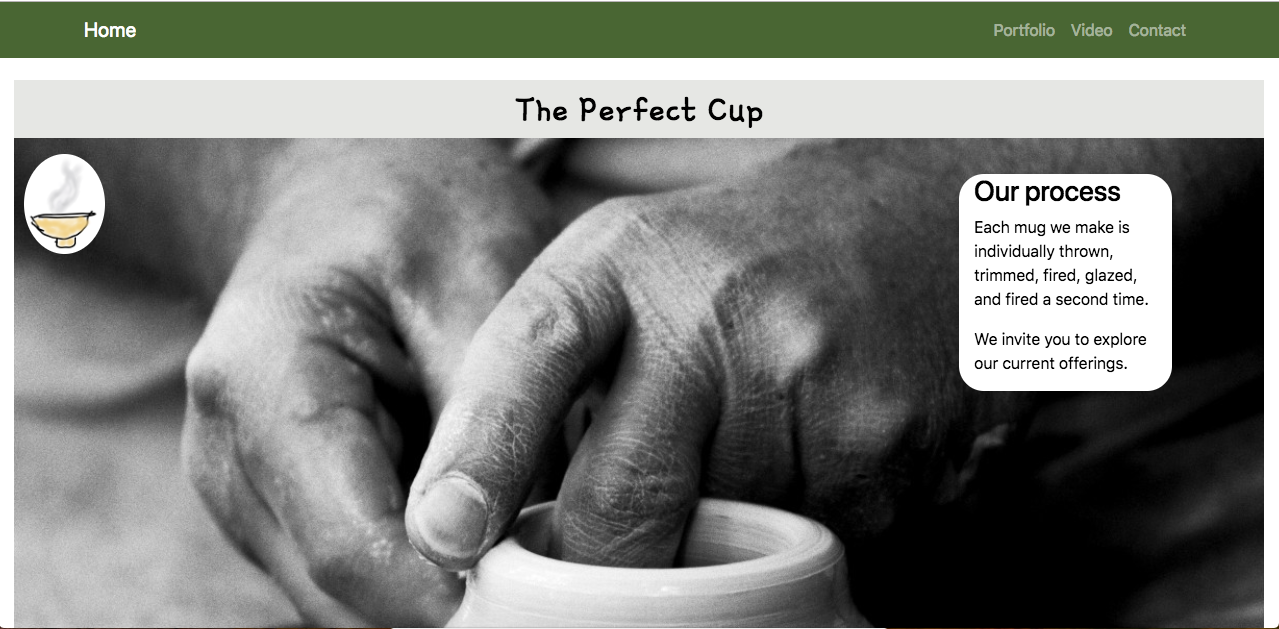 Home
Portfolio Video Contact
The Perfect Cup
Our process
Each mug we make is
individually thrown,
trimmed, fired, glazed,
and fired a second time.
We invite you to explore
our current offerings.